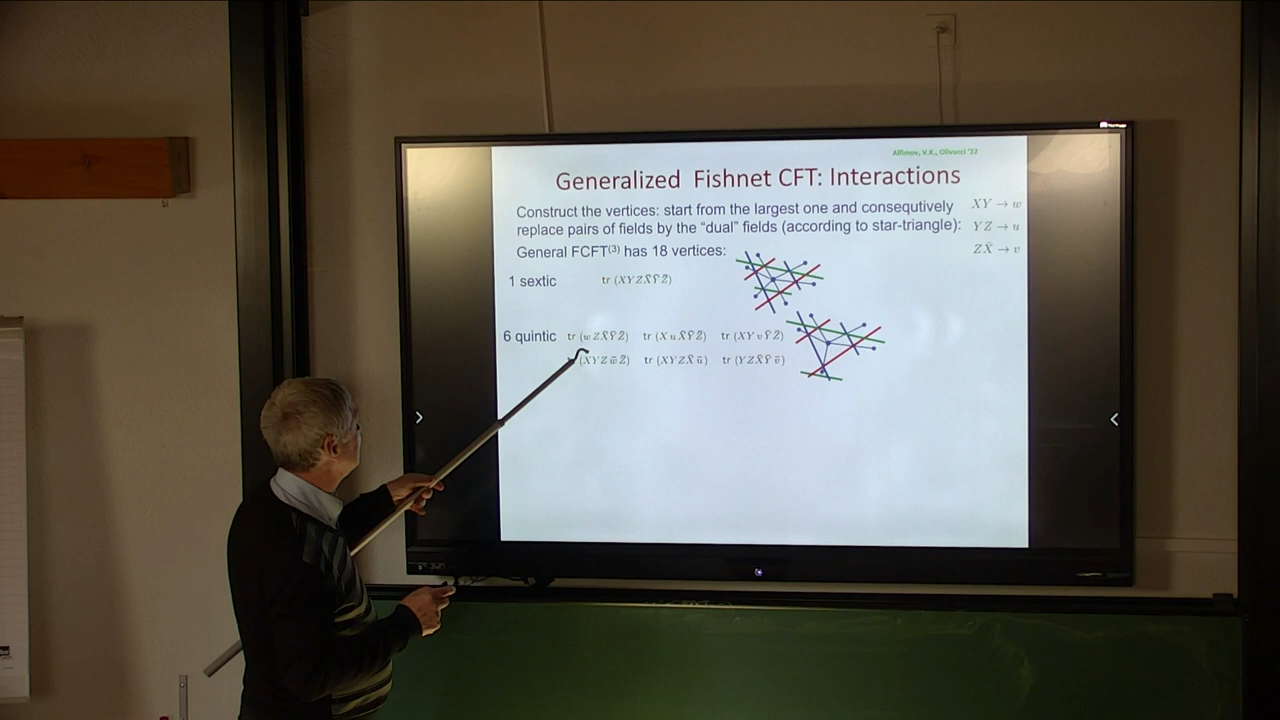 Alfimov, V.K., Olivucci '22
Generalized Fishnet CFT: Interactions
Construct the vertices: start from the largest one and consequtively
replace pairs of fields by the “dual” fields (according to star-triangle):
XY → w
YZ → u
ZX̄ → v
General FCFT⁽³⁾ has 18 vertices:
1 sextic tr (XYZX̄ȲZ̄)
6 quintic tr (wZX̄ȲZ̄) tr (XuX̄ȲZ̄) tr (XYvȲZ̄)
(XYZw̄Z̄) tr (XYZX̄ū) tr (YZX̄Ȳv̄)